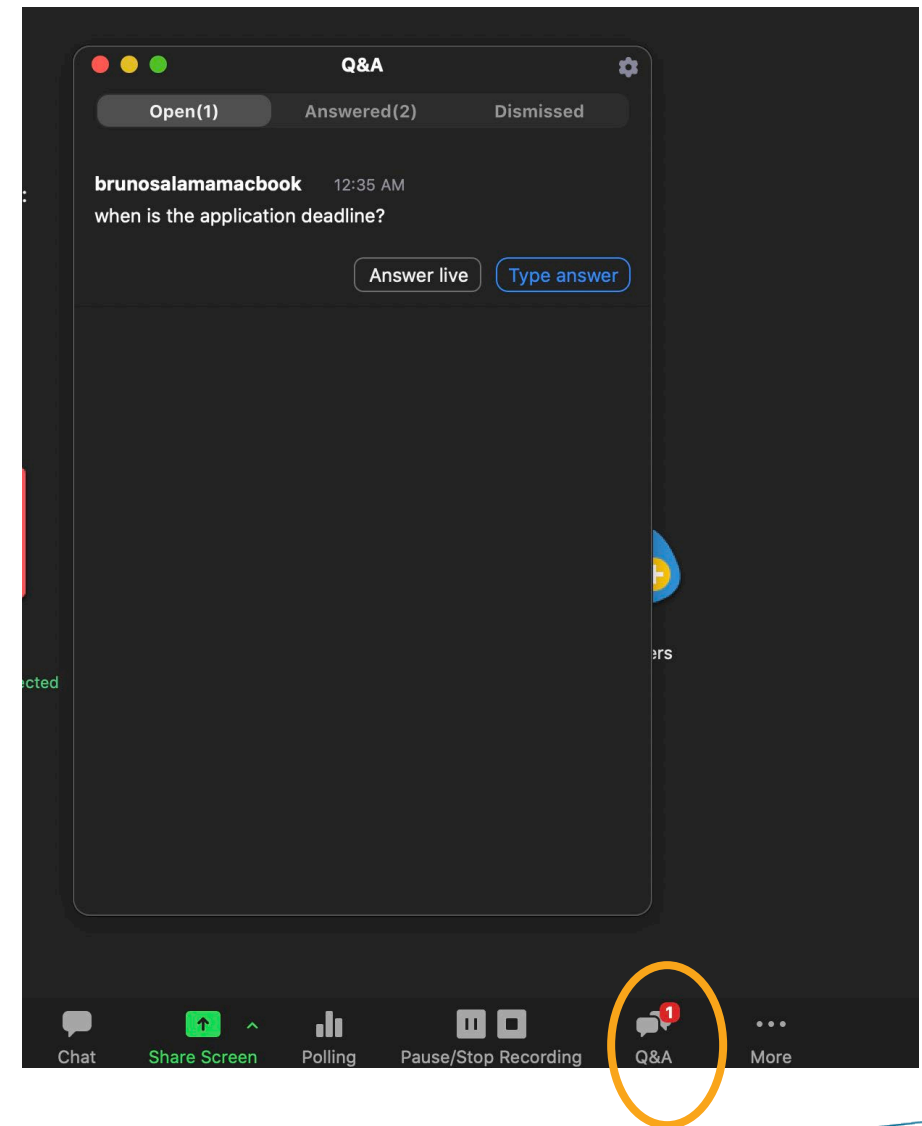 Q&A
Open(1) Answered(2) Dismissed
brunosalamamacbook 12:35 AM
:
when is the application deadline?
Answer live Type answer
ers
ected
1
Chat Share Screen Polling Pause/Stop Recording Q&A More